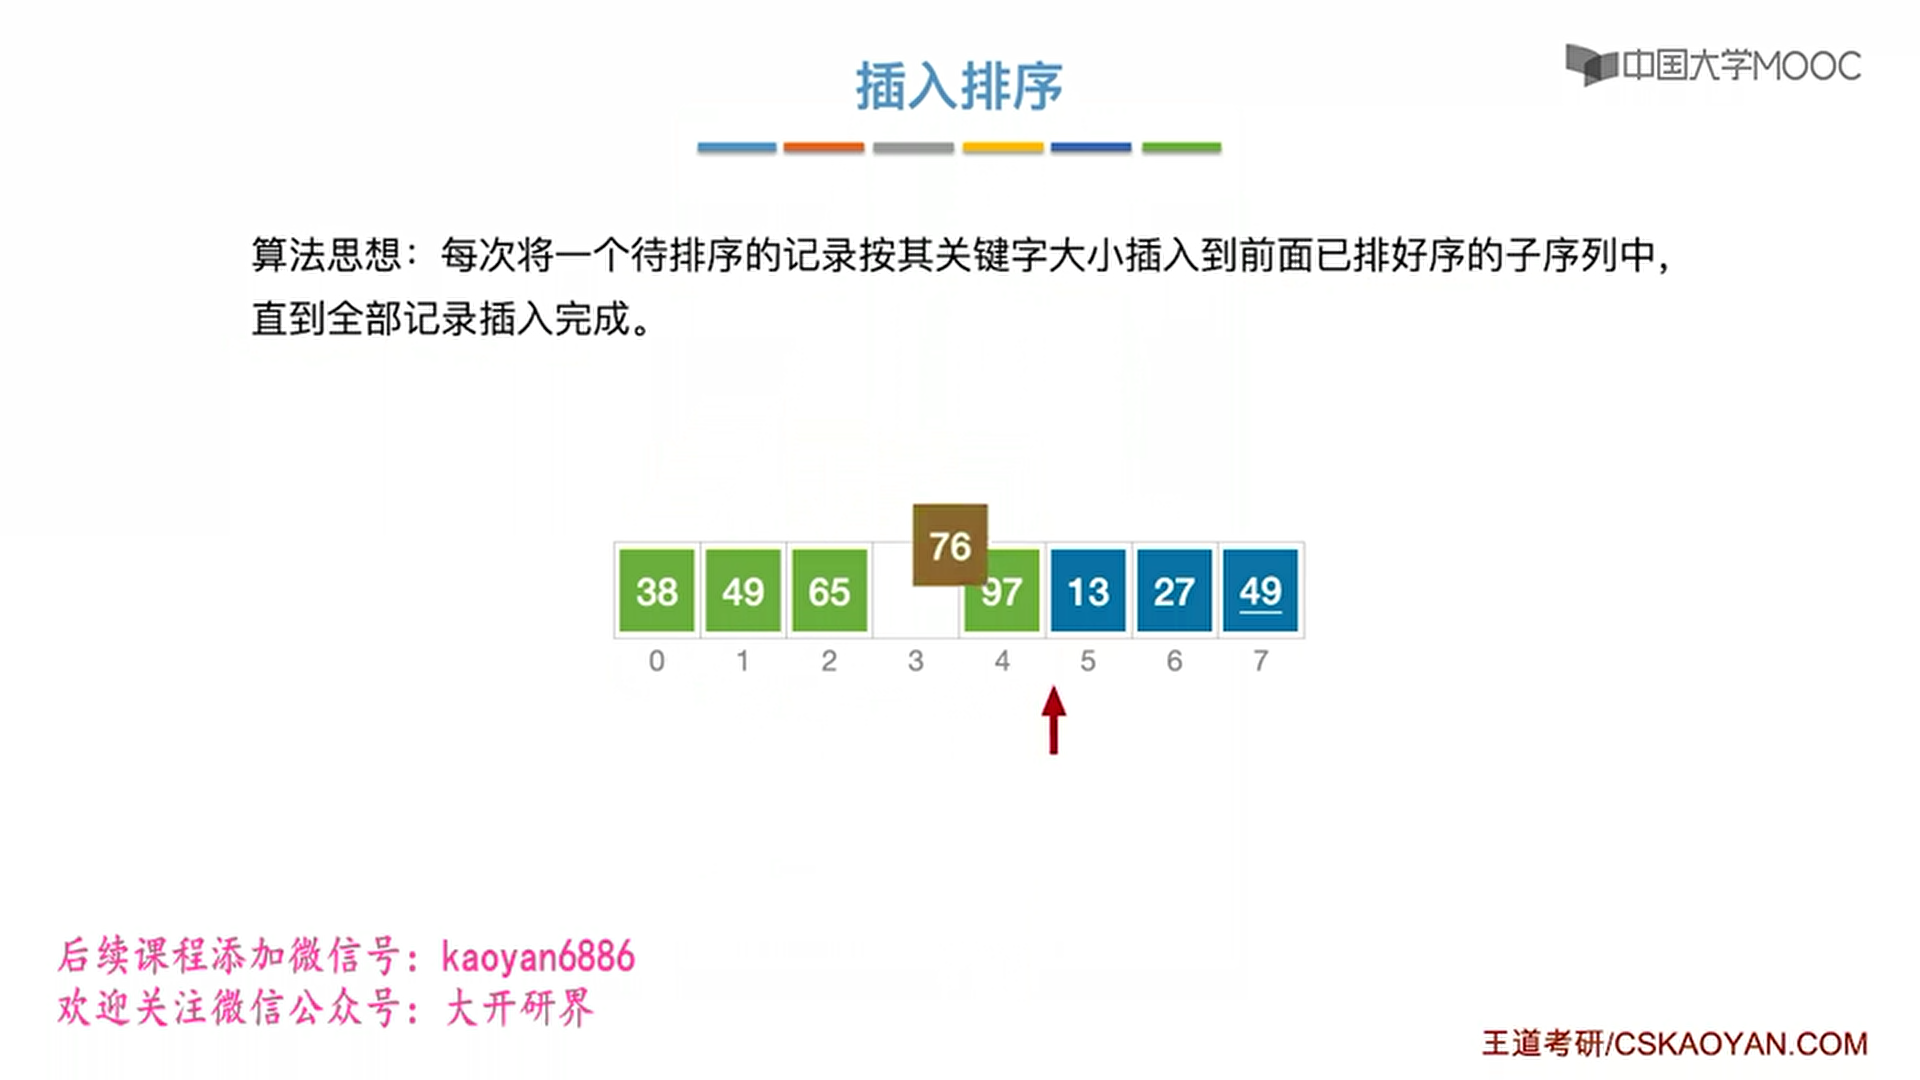 中国大学MOOC
插入排序
算法思想：每次将一个待排序的记录按其关键字大小插入到前面已排好序的子序列中，
直到全部记录插入完成。
76
38 49 65 97 13 27 49
0 1 2 3 4 5 6 7
后续课程添加微信号：kaoyan6886
欢迎关注微信公众号：大开研界
王道考研/CSKAOYAN.COM